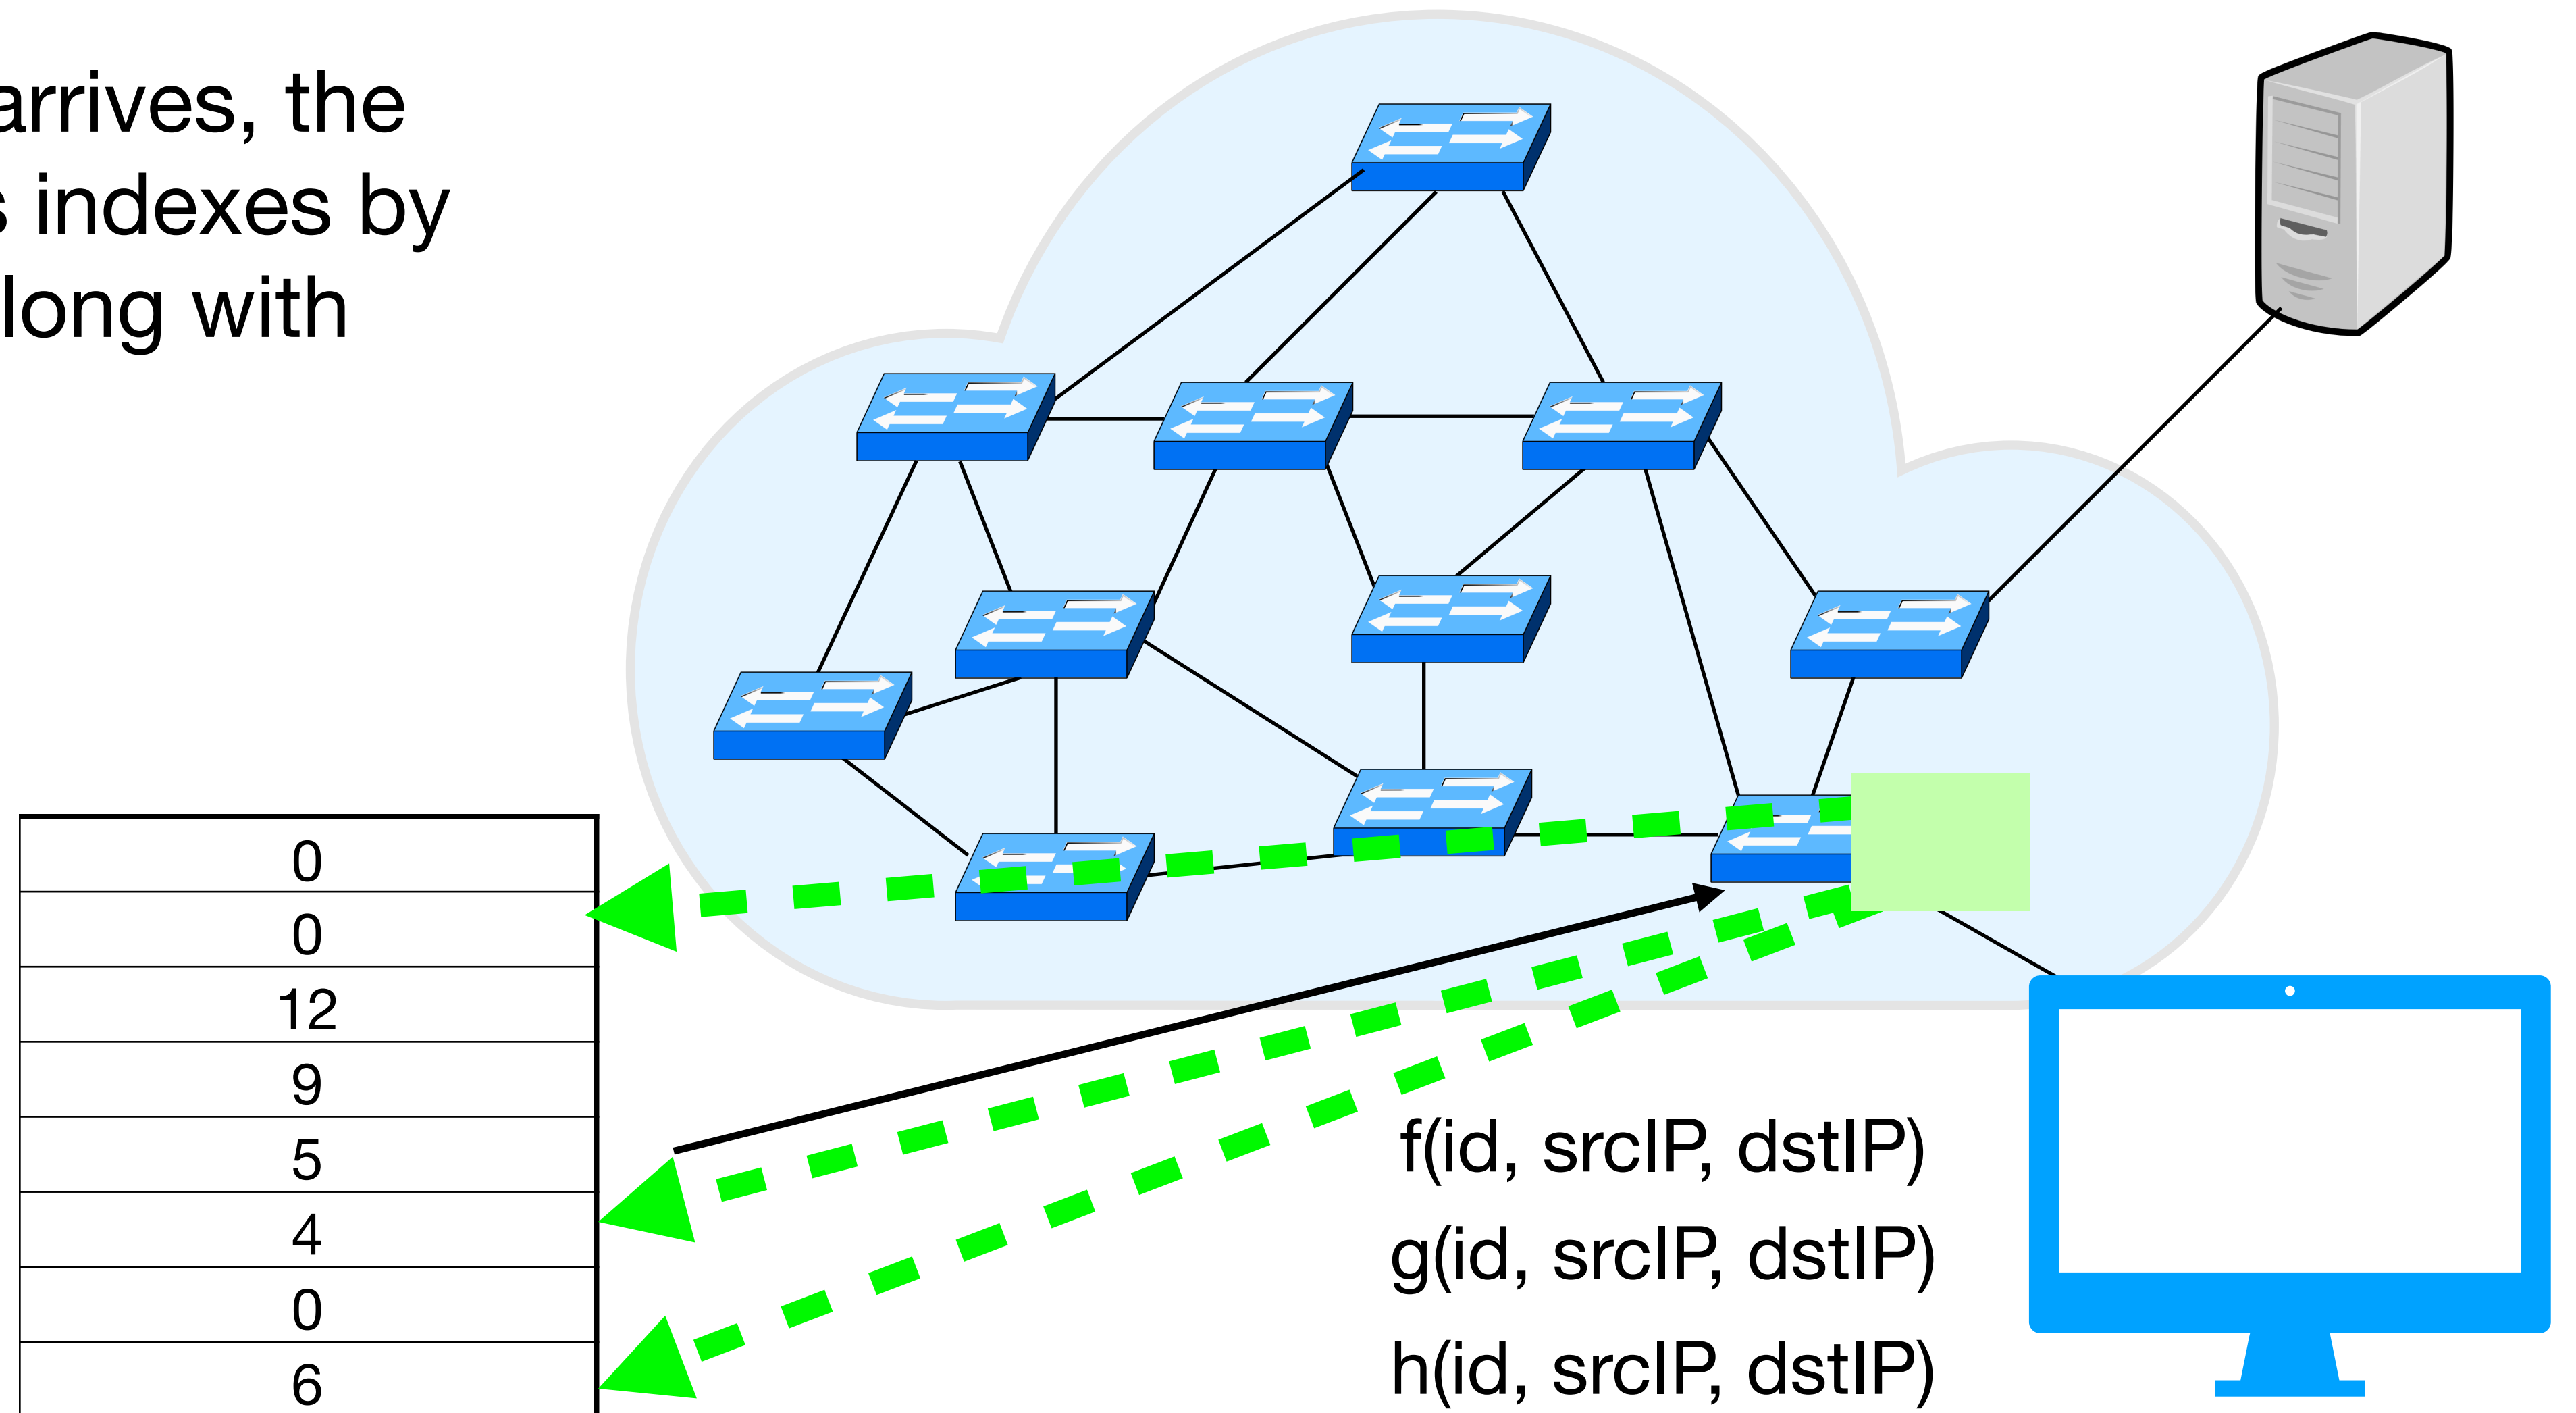 arrives, the
s indexes by
long with
0
0
12
9
5
4
0
6
f(id, srcIP, dstIP)
g(id, srcIP, dstIP)
h(id, srcIP, dstIP)